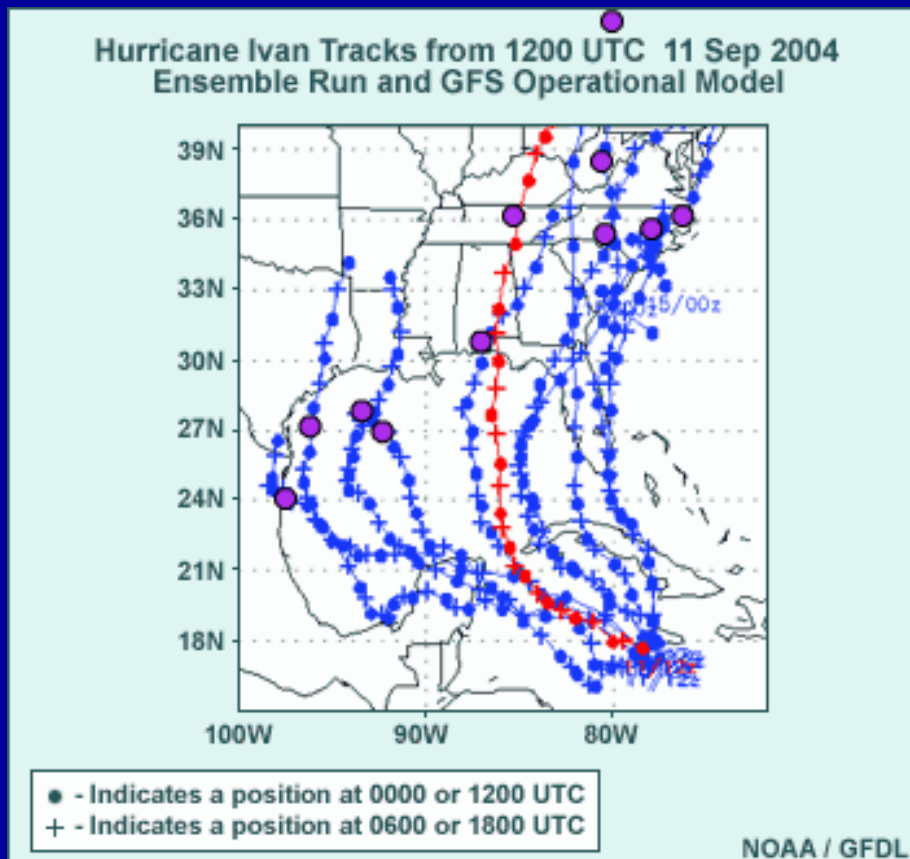 Hurricane Ivan Tracks from 1200 UTC 11 Sep 2004
Ensemble Run and GFS Operational Model
39N
36N
33N
15/00z
30N
27N
24N
21N
18N
100W 90W 80W
● - Indicates a position at 0000 or 1200 UTC
+ - Indicates a position at 0600 or 1800 UTC
NOAA / GFDL